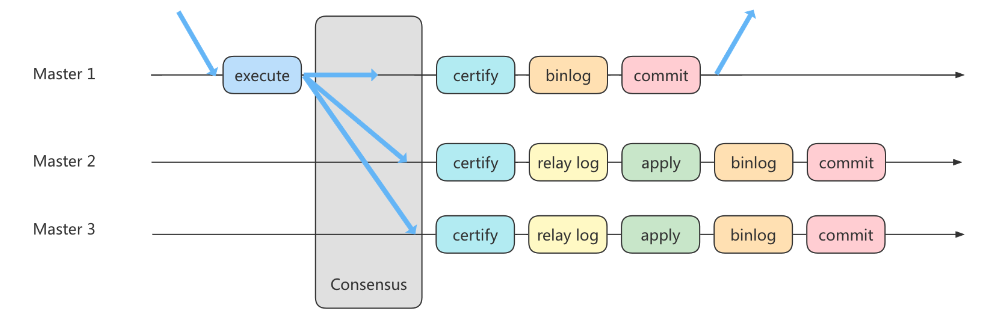 Master 1
execute
certify
binlog
commit
Master 2
certify
relay log
apply
binlog
commit
Master 3
certify
relay log
apply
binlog
commit
Consensus